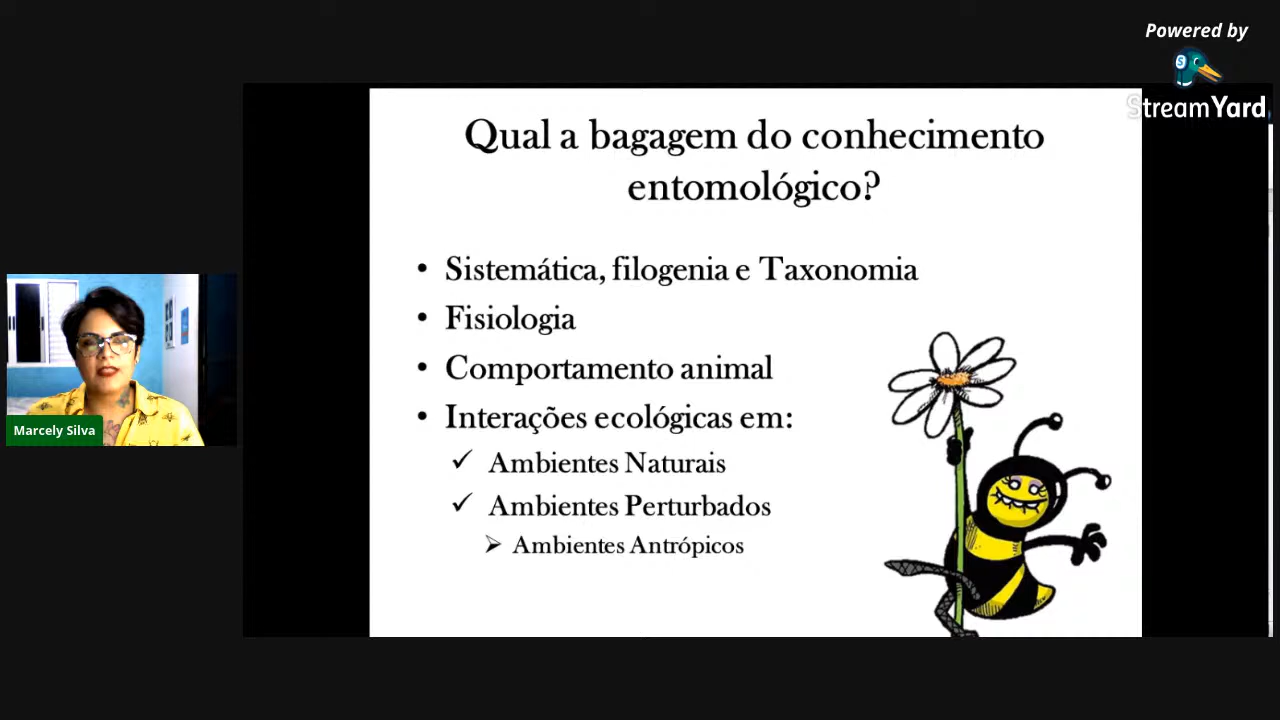 Powered by
StreamYard
Qual a bagagem do conhecimento
entomológico?
• Sistemática, filogenia e Taxonomia
• Fisiologia
• Comportamento animal
• Interações ecológicas em:
✓ Ambientes Naturais
✓ Ambientes Perturbados
➢ Ambientes Antrópicos
Marcely Silva